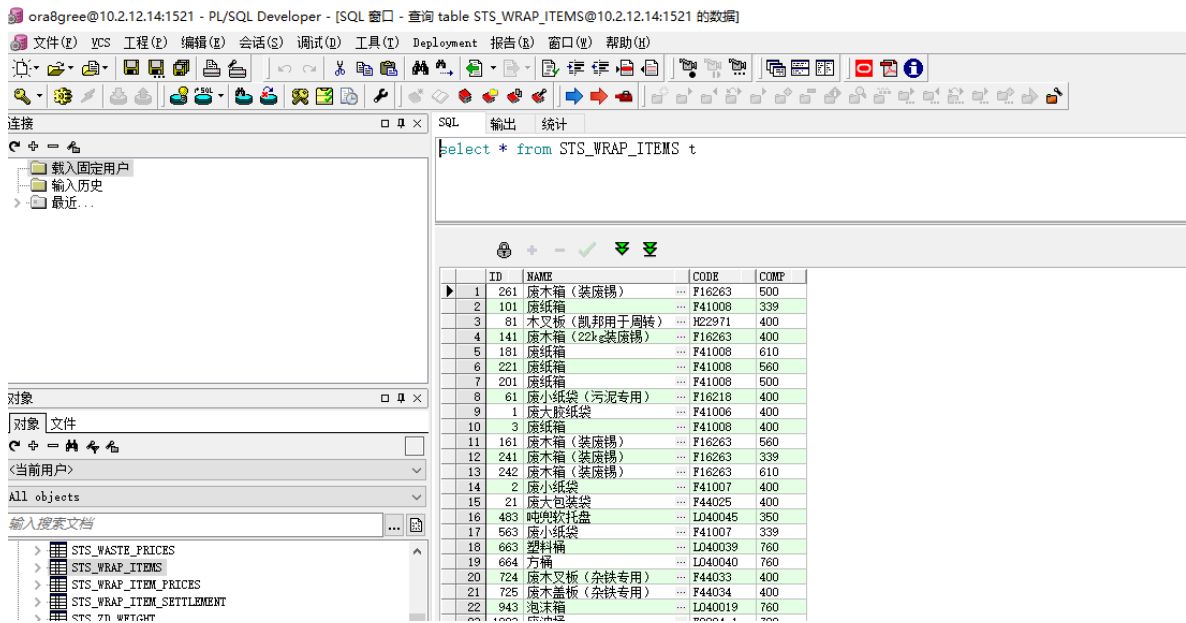 ora8gree@10.2.12.14:1521 - PL/SQL Developer - [SQL 窗口 - 查询 table STS_WRAP_ITEMS@10.2.12.14:1521 的数据]
文件(F) VCS 工程(P) 编辑(E) 会话(S) 调试(D) 工具(T) Deployment 报告(R) 窗口(W) 帮助(H)
连接
载入固定用户
输入历史
最近...
对象
对象 文件
<当前用户>
All objects
输入搜索文档
STS_WASTE_PRICES
STS_WRAP_ITEMS
STS_WRAP_ITEM_PRICES
STS_WRAP_ITEM_SETTLEMENT
STS_ZD_WEIGHT
SQL 输出 统计
select * from STS_WRAP_ITEMS t
ID NAME CODE COMP
1 261 废木箱（装废锡） ... F16263 500
2 101 废纸箱 ... F41008 339
3 81 木叉板（凯邦用于周转） ... H22971 400
4 141 废木箱（22kg装废锡） ... F16263 400
5 181 废纸箱 ... F41008 610
6 221 废纸箱 ... F41008 560
7 201 废纸箱 ... F41008 500
8 61 废小纸袋（污泥专用） ... F16218 400
9 1 废大胶纸袋 ... F41006 400
10 3 废纸箱 ... F41008 400
11 161 废木箱（装废锡） ... F16263 560
12 241 废木箱（装废锡） ... F16263 339
13 242 废木箱（装废锡） ... F16263 610
14 2 废小纸袋 ... F41007 400
15 21 废大包装袋 ... F44025 400
16 483 吨兜软托盘 ... L040045 350
17 563 废小纸袋 ... F41007 339
18 663 塑料桶 ... L040039 760
19 664 方桶 ... L040040 760
20 724 废木叉板（杂铁专用） ... F44033 400
21 725 废木盖板（杂铁专用） ... F44034 400
22 943 泡沫箱 ... L040019 760